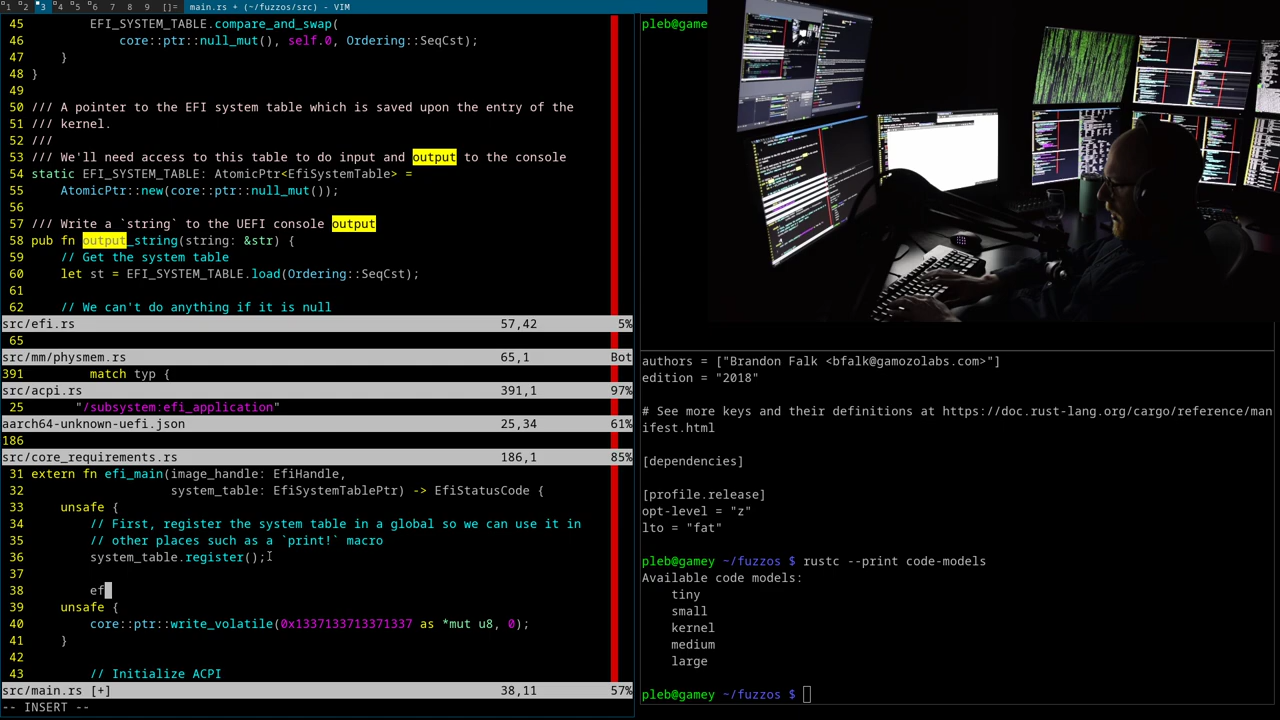 1 2 3 4 5 6 7 8 9 []= main.rs + (~/fuzzos/src) - VIM
45         EFI_SYSTEM_TABLE.compare_and_swap(
46             core::ptr::null_mut(), self.0, Ordering::SeqCst);
47     }
48 }
49
50 /// A pointer to the EFI system table which is saved upon the entry of the
51 /// kernel.
52 ///
53 /// We'll need access to this table to do input and output to the console
54 static EFI_SYSTEM_TABLE: AtomicPtr<EfiSystemTable> =
55     AtomicPtr::new(core::ptr::null_mut());
56
57 /// Write a `string` to the UEFI console output
58 pub fn output_string(string: &str) {
59     // Get the system table
60     let st = EFI_SYSTEM_TABLE.load(Ordering::SeqCst);
61
62     // We can't do anything if it is null
src/efi.rs 57,42 5%
65
src/mm/physmem.rs 65,1 Bot
391         match typ {
src/acpi.rs 391,1 97%
25       "/subsystem:efi_application"
aarch64-unknown-uefi.json 25,34 61%
186
src/core_requirements.rs 186,1 85%
31 extern fn efi_main(image_handle: EfiHandle,
32                    system_table: EfiSystemTablePtr) -> EfiStatusCode {
33     unsafe {
34         // First, register the system table in a global so we can use it in
35         // other places such as a `print!` macro
36         system_table.register();
37
38         ef
39     unsafe {
40         core::ptr::write_volatile(0x1337133713371337 as *mut u8, 0);
41     }
42
43         // Initialize ACPI
src/main.rs [+] 38,11 57%
-- INSERT --
pleb@game
authors = ["Brandon Falk <bfalk@gamozolabs.com>"]
edition = "2018"

# See more keys and their definitions at https://doc.rust-lang.org/cargo/reference/man
ifest.html

[dependencies]

[profile.release]
opt-level = "z"
lto = "fat"

pleb@gamey ~/fuzzos $ rustc --print code-models
Available code models:
    tiny
    small
    kernel
    medium
    large

pleb@gamey ~/fuzzos $